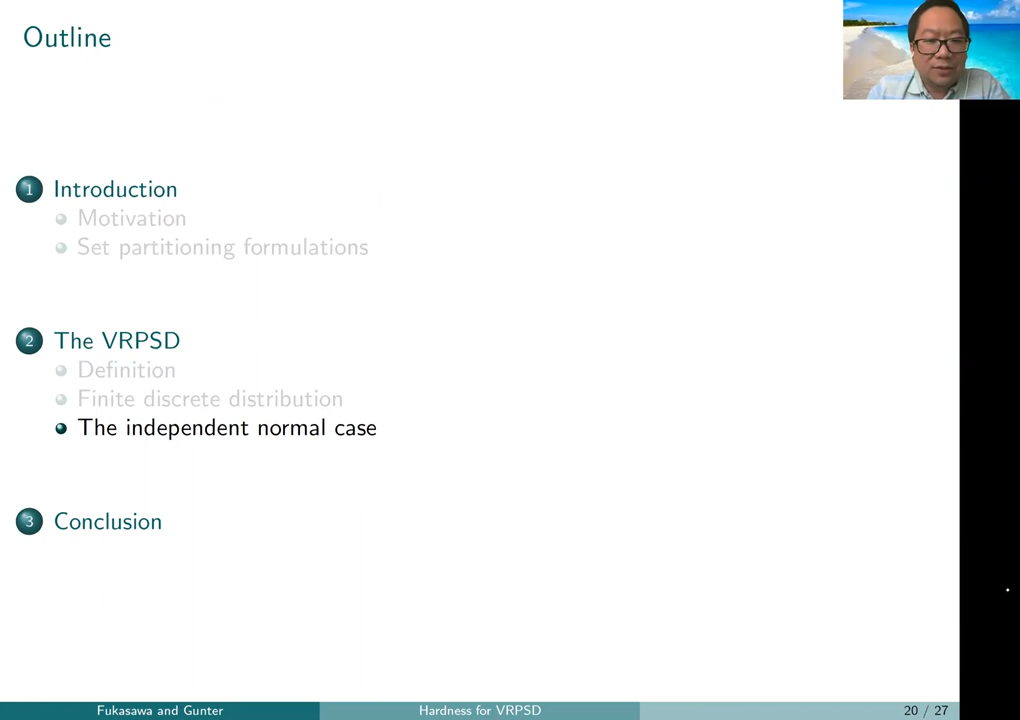 Outline
1 Introduction
Motivation
Set partitioning formulations
2 The VRPSD
Definition
Finite discrete distribution
The independent normal case
3 Conclusion
Fukasawa and Gunter Hardness for VRPSD 20 / 27